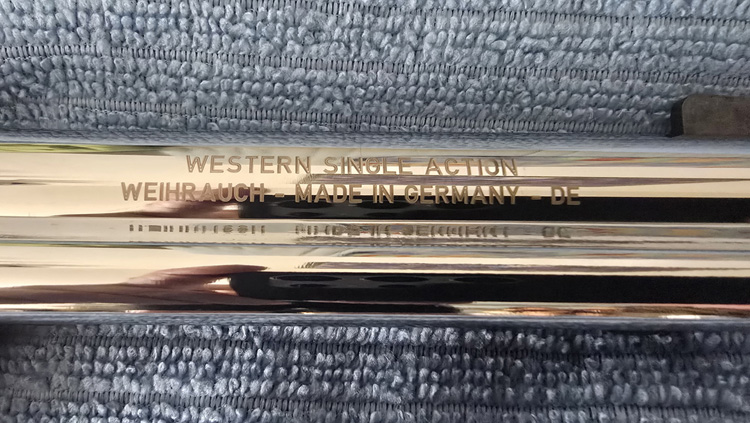 WESTERN SINGLE ACTION
WEIHRAUCH - MADE IN GERMANY - DE